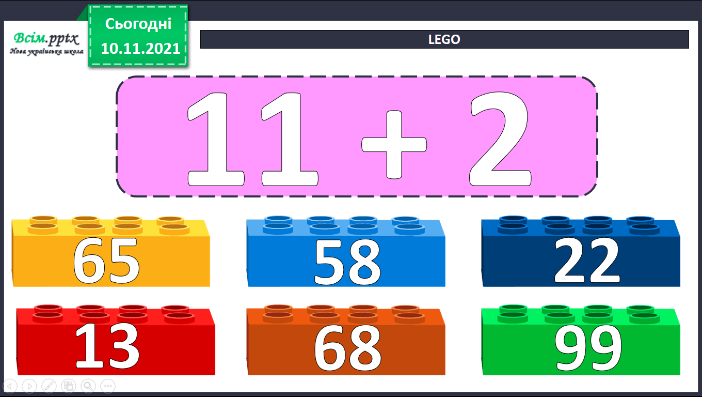 Всім.pptx
Нова українська школа
Сьогодні
10.11.2021
LEGO
11 + 2
65
58
22
13
68
99